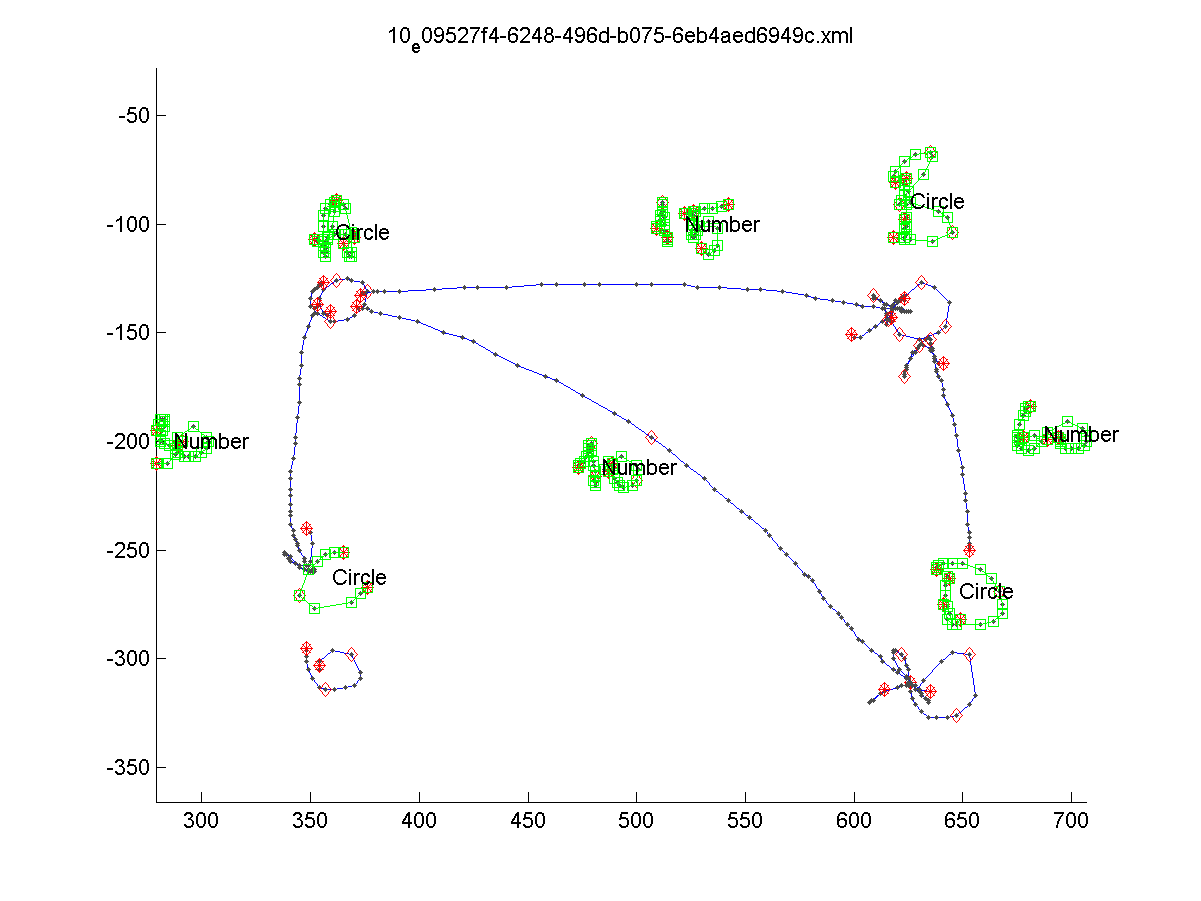 10e09527f4-6248-496d-b075-6eb4aed6949c.xml
-50
Circle
-100
Circle Number
-150
-200
Number Number
Number
-250
Circle
Circle
-300
-350
300 350 400 450 500 550 600 650 700